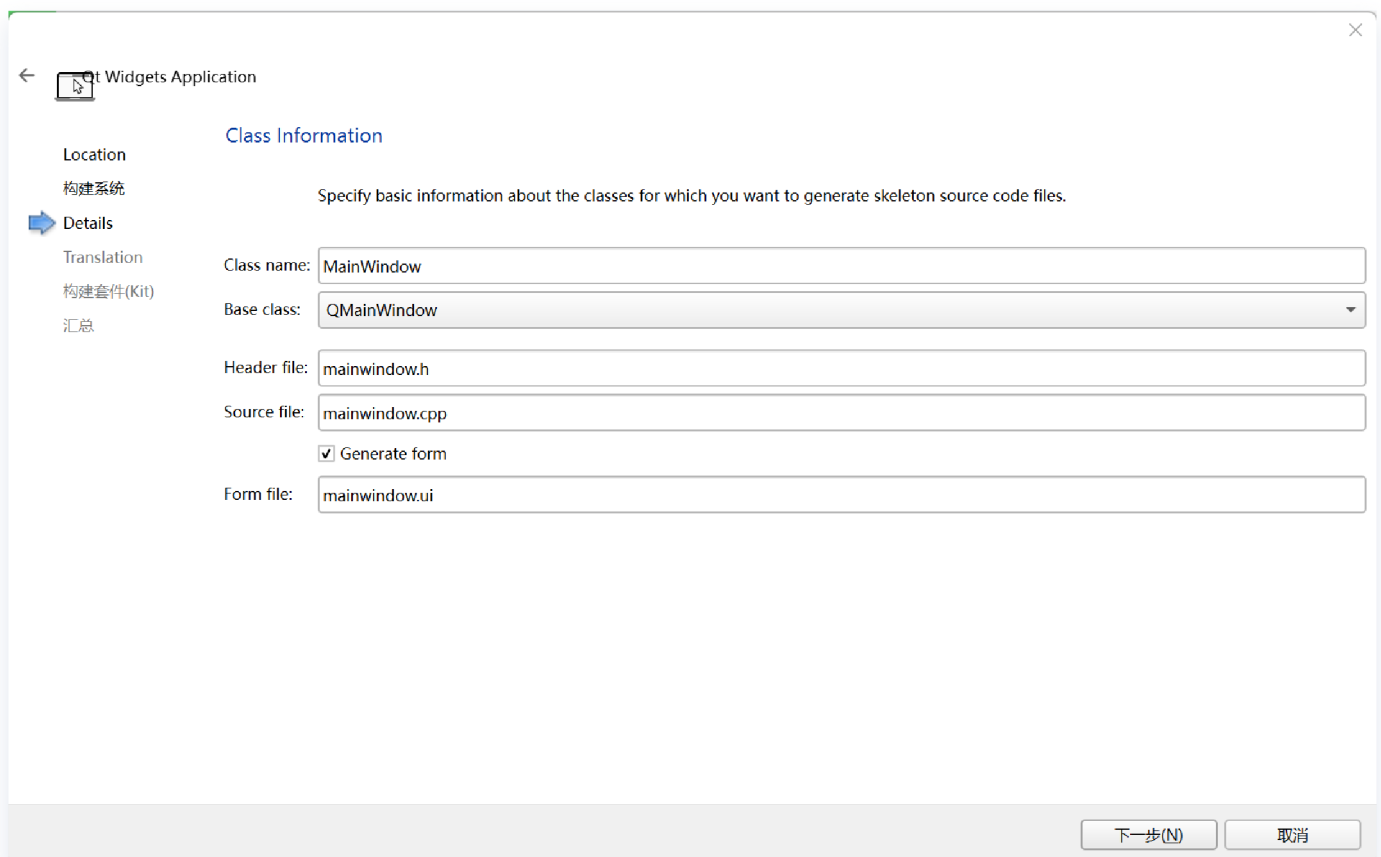 Qt Widgets Application
Location
构建系统
Details
Translation
构建套件(Kit)
汇总
Class Information
Specify basic information about the classes for which you want to generate skeleton source code files.
Class name: MainWindow
Base class: QMainWindow
Header file: mainwindow.h
Source file: mainwindow.cpp
Generate form
Form file: mainwindow.ui
下一步(N) 取消